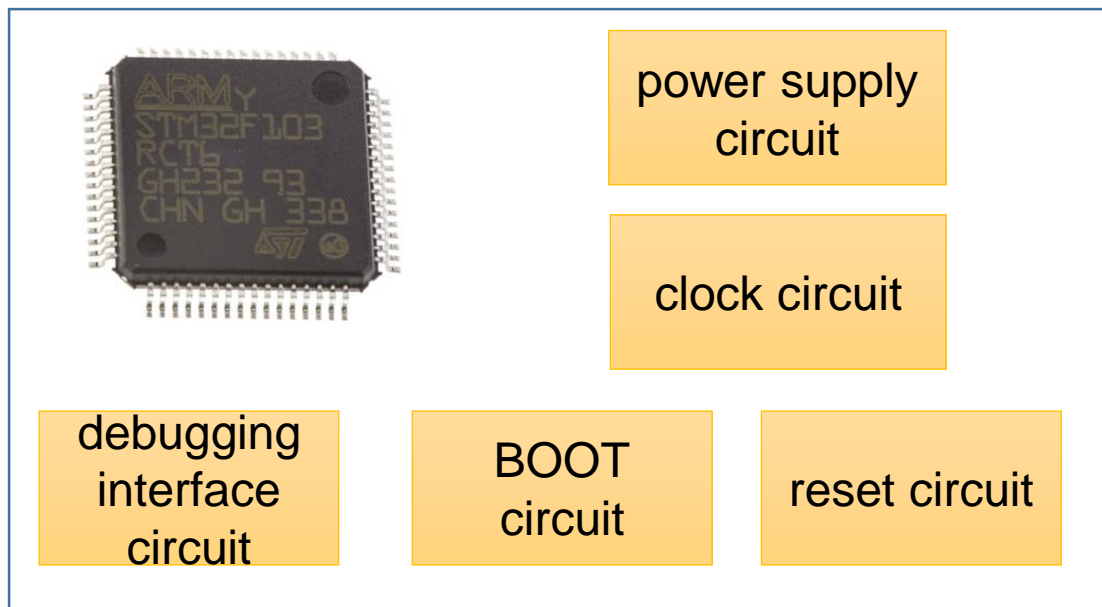 ARM Y
STM32F103
RCT6
GH232 93
CHN GH 338
ST
power supply
circuit
clock circuit
debugging
interface
circuit
BOOT
circuit
reset circuit